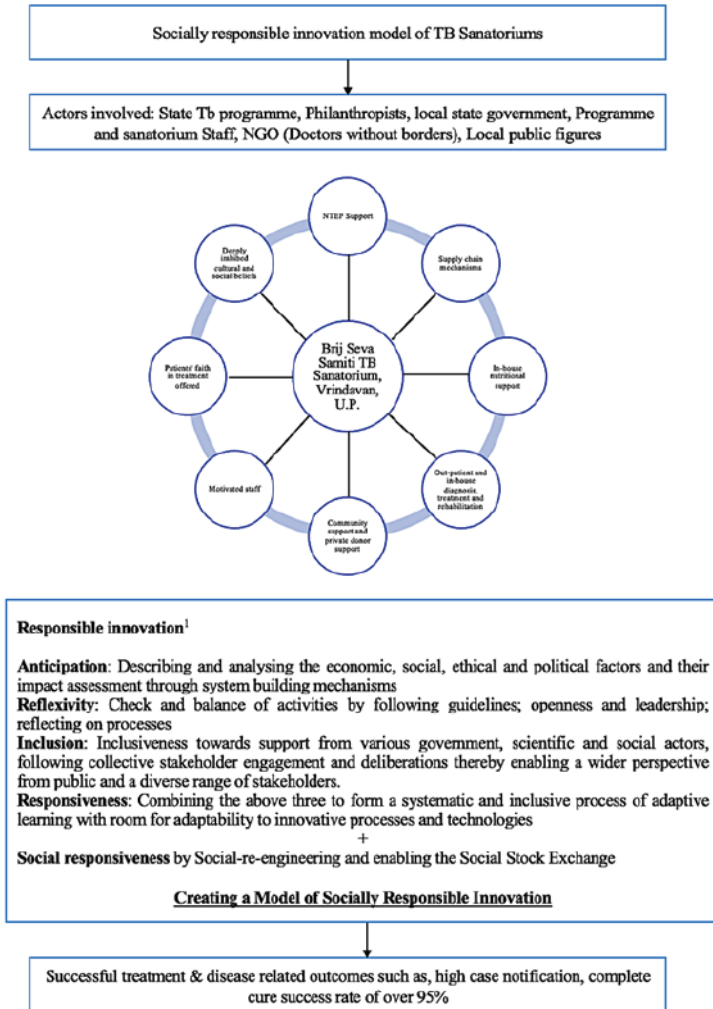 Socially responsible innovation model of TB Sanatoriums
Actors involved: State Tb programme, Philanthropists, local state government, Programme
and sanatorium Staff, NGO (Doctors without borders), Local public figures
NTEP Support
Deeply
imbibed
cultural and
social beliefs
Supply chain
mechanisms
Patients' faith
in treatment
offered
Brij Seva
Samiti TB
Sanatorium,
Vrindavan,
U.P.
In-house
nutritional
support
Motivated staff
Out-patient and
in-house
diagnosis,
treatment and
rehabilitation
Community
support and
private donor
support
Responsible innovation¹
Anticipation: Describing and analysing the economic, social, ethical and political factors and their
impact assessment through system building mechanisms
Reflexivity: Check and balance of activities by following guidelines; openness and leadership;
reflecting on processes
Inclusion: Inclusiveness towards support from various government, scientific and social actors,
following collective stakeholder engagement and deliberations thereby enabling a wider perspective
from public and a diverse range of stakeholders.
Responsiveness: Combining the above three to form a systematic and inclusive process of adaptive
learning with room for adaptability to innovative processes and technologies
+
Social responsiveness by Social-re-engineering and enabling the Social Stock Exchange
Creating a Model of Socially Responsible Innovation
Successful treatment & disease related outcomes such as, high case notification, complete
cure success rate of over 95%